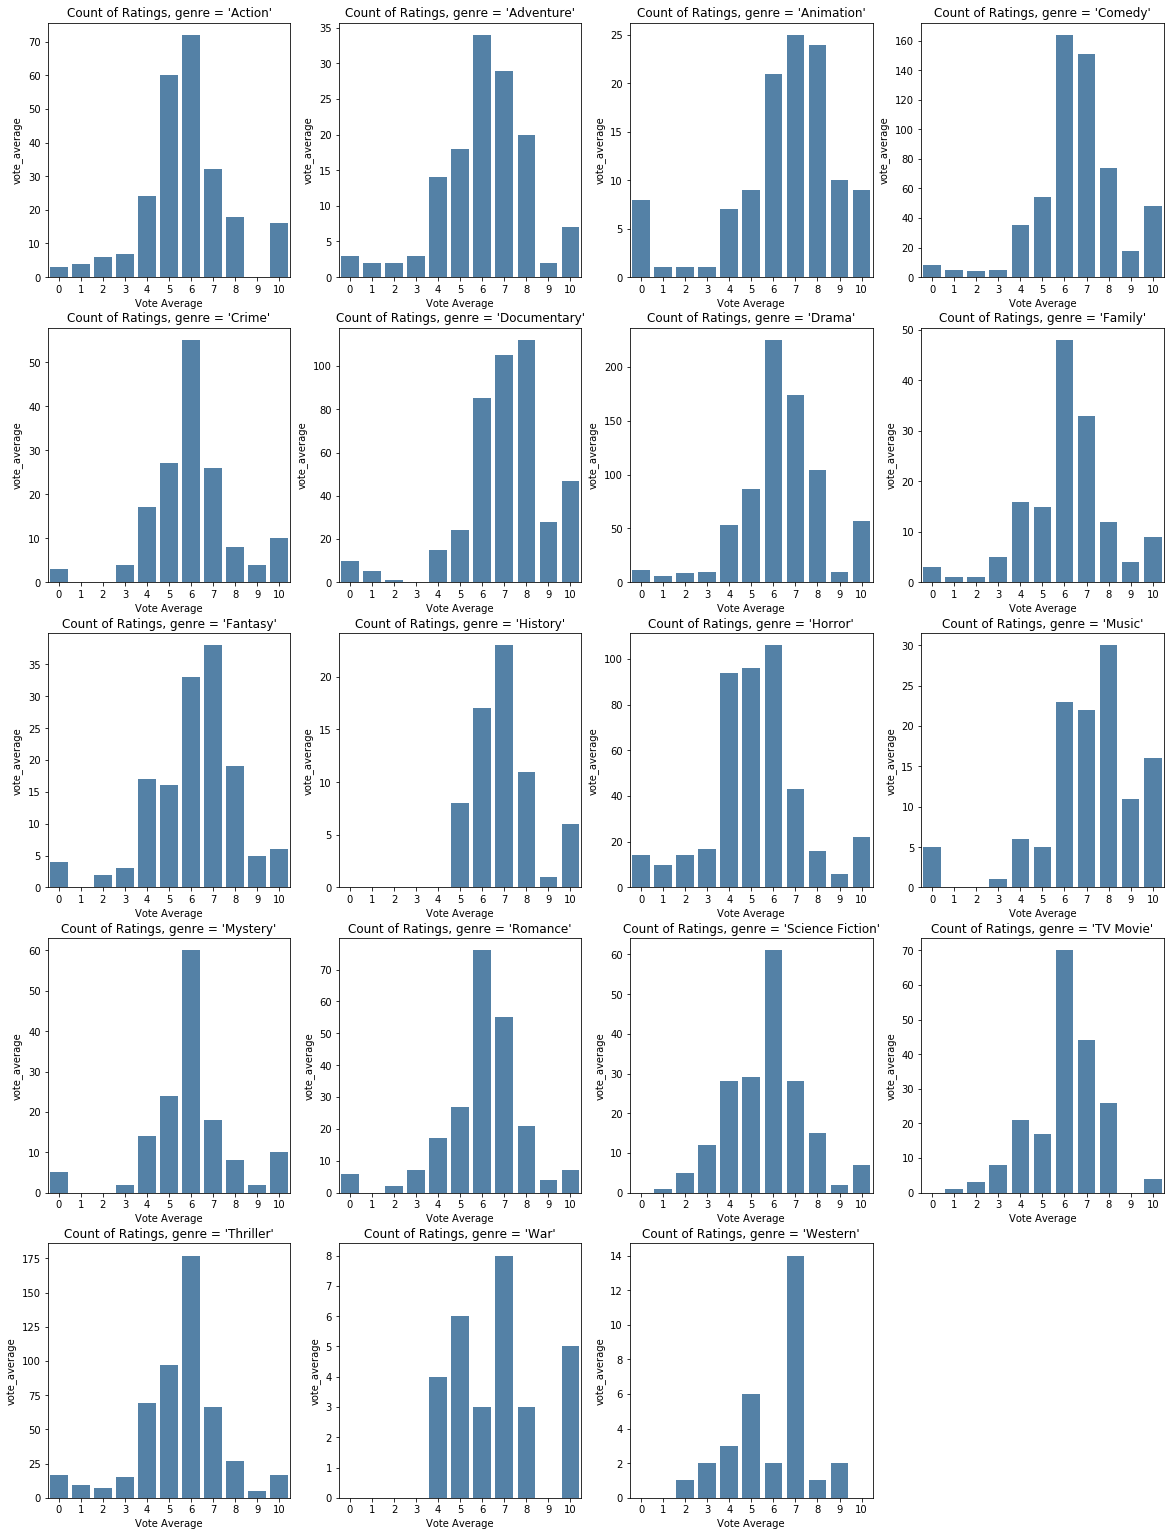 Count of Ratings, genre = 'Action'
70
60
50
40
30
20
10
0
vote_average
0 1 2 3 4 5 6 7 8 9 10
Vote Average
Count of Ratings, genre = 'Adventure'
35
30
25
20
15
10
5
0
vote_average
0 1 2 3 4 5 6 7 8 9 10
Vote Average
Count of Ratings, genre = 'Animation'
25
20
15
10
5
0
vote_average
0 1 2 3 4 5 6 7 8 9 10
Vote Average
Count of Ratings, genre = 'Comedy'
160
140
120
100
80
60
40
20
0
vote_average
0 1 2 3 4 5 6 7 8 9 10
Vote Average
Count of Ratings, genre = 'Crime'
50
40
30
20
10
0
vote_average
0 1 2 3 4 5 6 7 8 9 10
Vote Average
Count of Ratings, genre = 'Documentary'
100
80
60
40
20
0
vote_average
0 1 2 3 4 5 6 7 8 9 10
Vote Average
Count of Ratings, genre = 'Drama'
200
150
100
50
0
vote_average
0 1 2 3 4 5 6 7 8 9 10
Vote Average
Count of Ratings, genre = 'Family'
50
40
30
20
10
0
vote_average
0 1 2 3 4 5 6 7 8 9 10
Vote Average
Count of Ratings, genre = 'Fantasy'
35
30
25
20
15
10
5
0
vote_average
0 1 2 3 4 5 6 7 8 9 10
Vote Average
Count of Ratings, genre = 'History'
20
15
10
5
0
vote_average
0 1 2 3 4 5 6 7 8 9 10
Vote Average
Count of Ratings, genre = 'Horror'
100
80
60
40
20
0
vote_average
0 1 2 3 4 5 6 7 8 9 10
Vote Average
Count of Ratings, genre = 'Music'
30
25
20
15
10
5
0
vote_average
0 1 2 3 4 5 6 7 8 9 10
Vote Average
Count of Ratings, genre = 'Mystery'
60
50
40
30
20
10
0
vote_average
0 1 2 3 4 5 6 7 8 9 10
Vote Average
Count of Ratings, genre = 'Romance'
70
60
50
40
30
20
10
0
vote_average
0 1 2 3 4 5 6 7 8 9 10
Vote Average
Count of Ratings, genre = 'Science Fiction'
60
50
40
30
20
10
0
vote_average
0 1 2 3 4 5 6 7 8 9 10
Vote Average
Count of Ratings, genre = 'TV Movie'
70
60
50
40
30
20
10
0
vote_average
0 1 2 3 4 5 6 7 8 9 10
Vote Average
Count of Ratings, genre = 'Thriller'
175
150
125
100
75
50
25
0
vote_average
0 1 2 3 4 5 6 7 8 9 10
Vote Average
Count of Ratings, genre = 'War'
8
7
6
5
4
3
2
1
0
vote_average
0 1 2 3 4 5 6 7 8 9 10
Vote Average
Count of Ratings, genre = 'Western'
14
12
10
8
6
4
2
0
vote_average
0 1 2 3 4 5 6 7 8 9 10
Vote Average